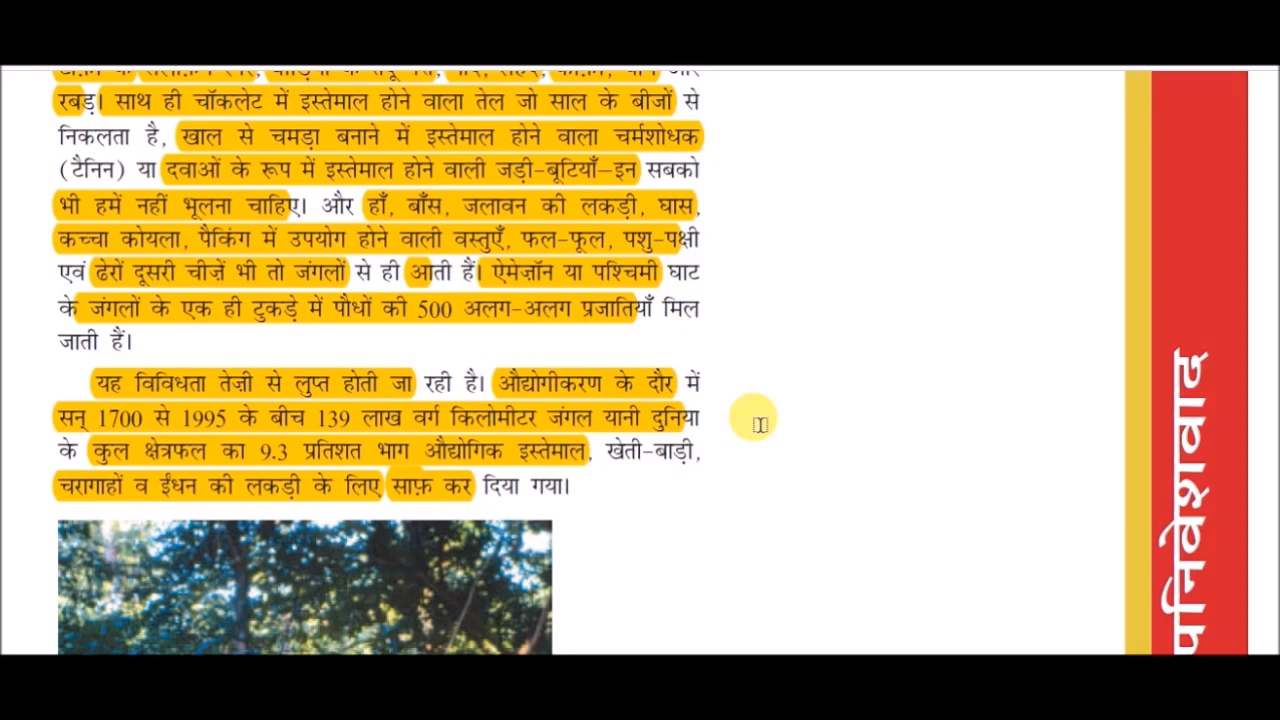 रबड़। साथ ही चॉकलेट में इस्तेमाल होने वाला तेल जो साल के बीजों से
निकलता है, खाल से चमड़ा बनाने में इस्तेमाल होने वाला चर्मशोधक
(टैनिन) या दवाओं के रूप में इस्तेमाल होने वाली जड़ी-बूटियाँ—इन सबको
भी हमें नहीं भूलना चाहिए। और हाँ, बाँस, जलावन की लकड़ी, घास,
कच्चा कोयला, पैकिंग में उपयोग होने वाली वस्तुएँ, फल-फूल, पशु-पक्षी
एवं ढेरों दूसरी चीज़ें भी तो जंगलों से ही आती हैं। ऐमेज़ॉन या पश्चिमी घाट
के जंगलों के एक ही टुकड़े में पौधों की 500 अलग-अलग प्रजातियाँ मिल
जाती हैं।
यह विविधता तेज़ी से लुप्त होती जा रही है। औद्योगीकरण के दौर में
सन् 1700 से 1995 के बीच 139 लाख वर्ग किलोमीटर जंगल यानी दुनिया
के कुल क्षेत्रफल का 9.3 प्रतिशत भाग औद्योगिक इस्तेमाल, खेती-बाड़ी,
चरागाहों व ईंधन की लकड़ी के लिए साफ़ कर दिया गया।
पनिवेशवाद